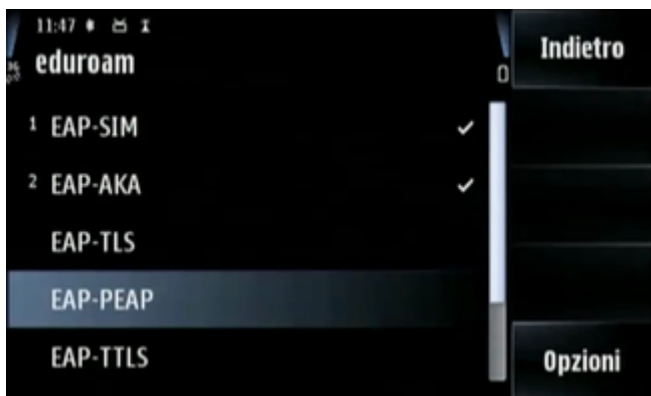 11:47
eduroam
Indietro
1 EAP-SIM
2 EAP-AKA
EAP-TLS
EAP-PEAP
EAP-TTLS
Opzioni